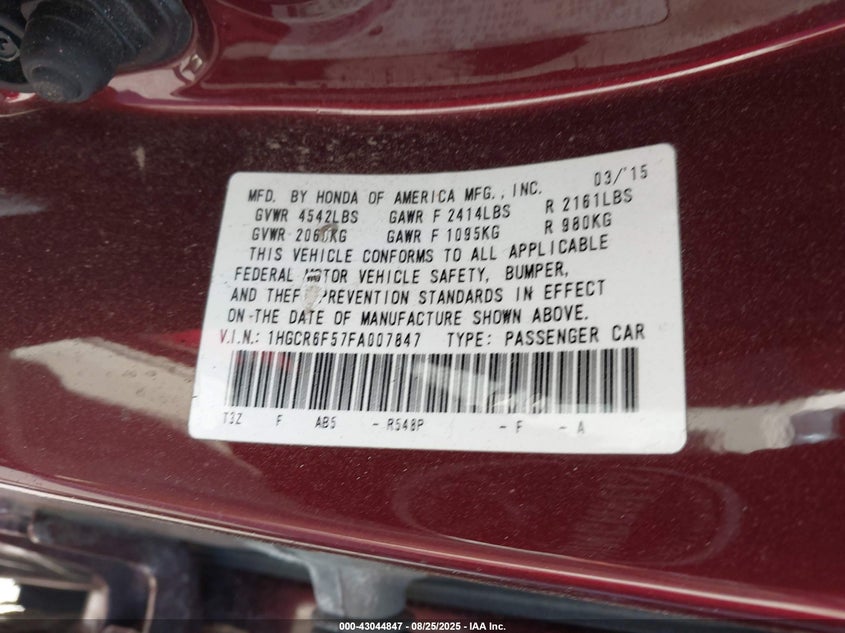 MFD. BY HONDA OF AMERICA MFG., INC. 03/'15
GVWR 4542LBS GAWR F 2414LBS R 2161LBS
GVWR 2060KG GAWR F 1095KG R 980KG
THIS VEHICLE CONFORMS TO ALL APPLICABLE
FEDERAL MOTOR VEHICLE SAFETY, BUMPER,
AND THEFT PREVENTION STANDARDS IN EFFECT
ON THE DATE OF MANUFACTURE SHOWN ABOVE.
V.I.N.: 1HGCR6F57FA007847 TYPE: PASSENGER CAR
T3Z F AB5 - R548P - F - A
000-43044847 - 08/25/2025 - IAA Inc.